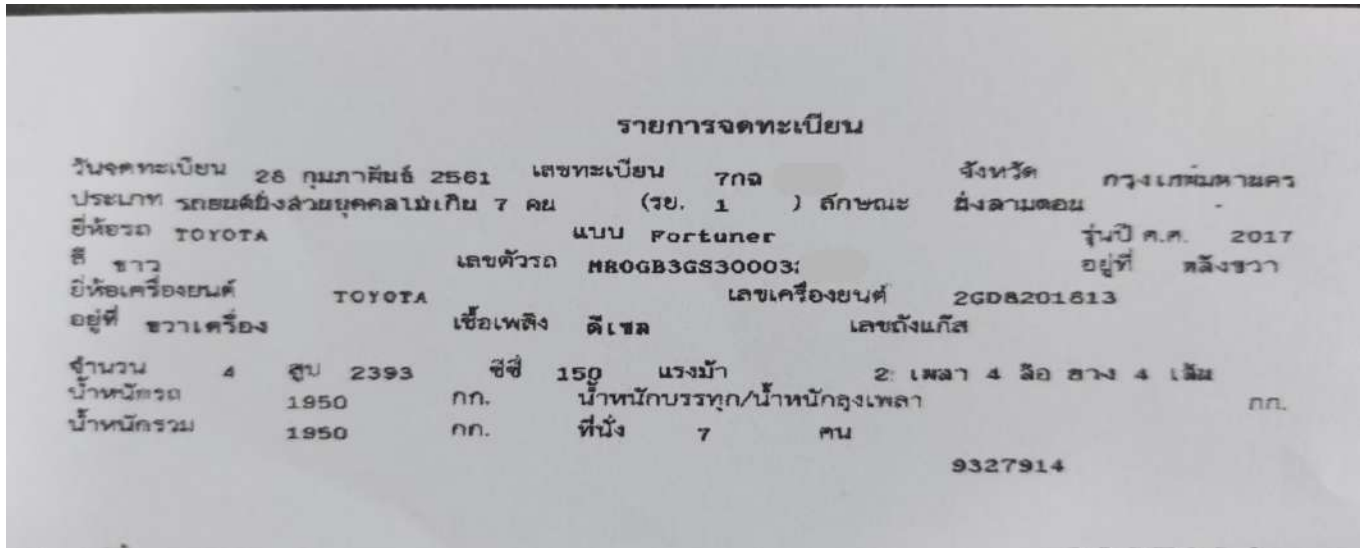 รายการจดทะเบียน
วันจดทะเบียน 28 กุมภาพันธ์ 2561 เลขทะเบียน 7กฉ จังหวัด กรุงเทพมหานคร
ประเภท รถยนต์นั่งส่วนบุคคลไม่เกิน 7 คน (รย. 1 ) ลักษณะ นั่งสามตอน
ยี่ห้อรถ TOYOTA แบบ Fortuner รุ่นปี ค.ศ. 2017
สี ขาว เลขตัวรถ MR0GB3GS30003 อยู่ที่ หลังขวา
ยี่ห้อเครื่องยนต์ TOYOTA เลขเครื่องยนต์ 2GD8201613
อยู่ที่ ขวาเครื่อง เชื้อเพลิง ดีเซล เลขถังแก๊ส
จำนวน 4 สูบ 2393 ซีซี 150 แรงม้า 2 เพลา 4 ล้อ ยาง 4 เส้น
น้ำหนักรถ 1950 กก. น้ำหนักบรรทุก/น้ำหนักลงเพลา กก.
น้ำหนักรวม 1950 กก. ที่นั่ง 7 คน
9327914